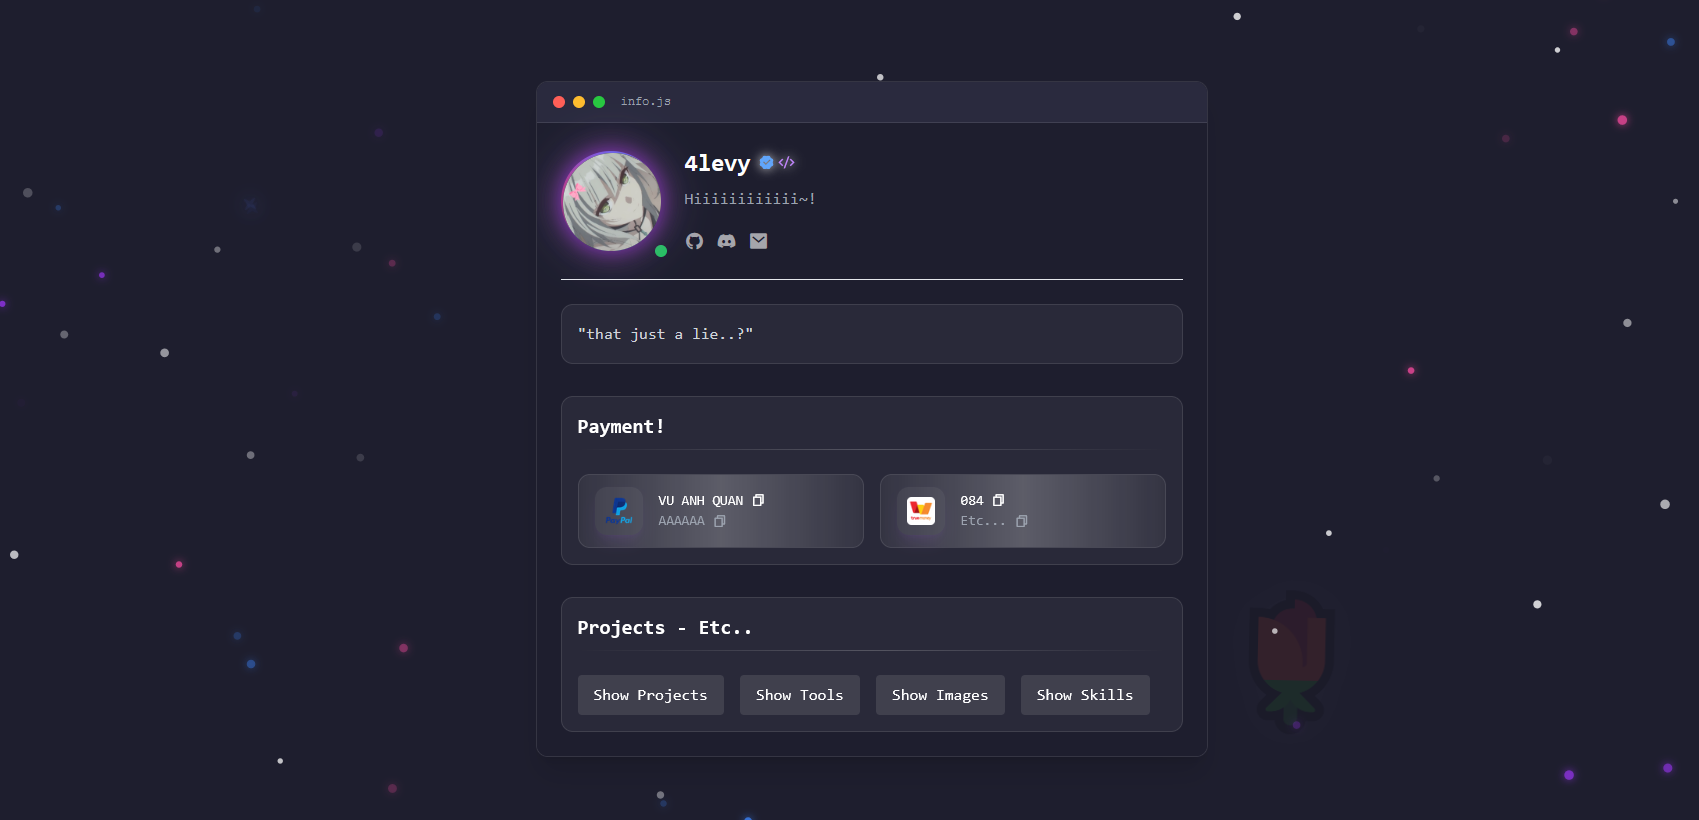 info.js
4levy
</>
Hiiiiiiiiiiii~!
"that just a lie..?"
Payment!
PayPal
VU ANH QUAN
AAAAAA
truemoney
084
Etc...
Projects - Etc..
Show Projects
Show Tools
Show Images
Show Skills